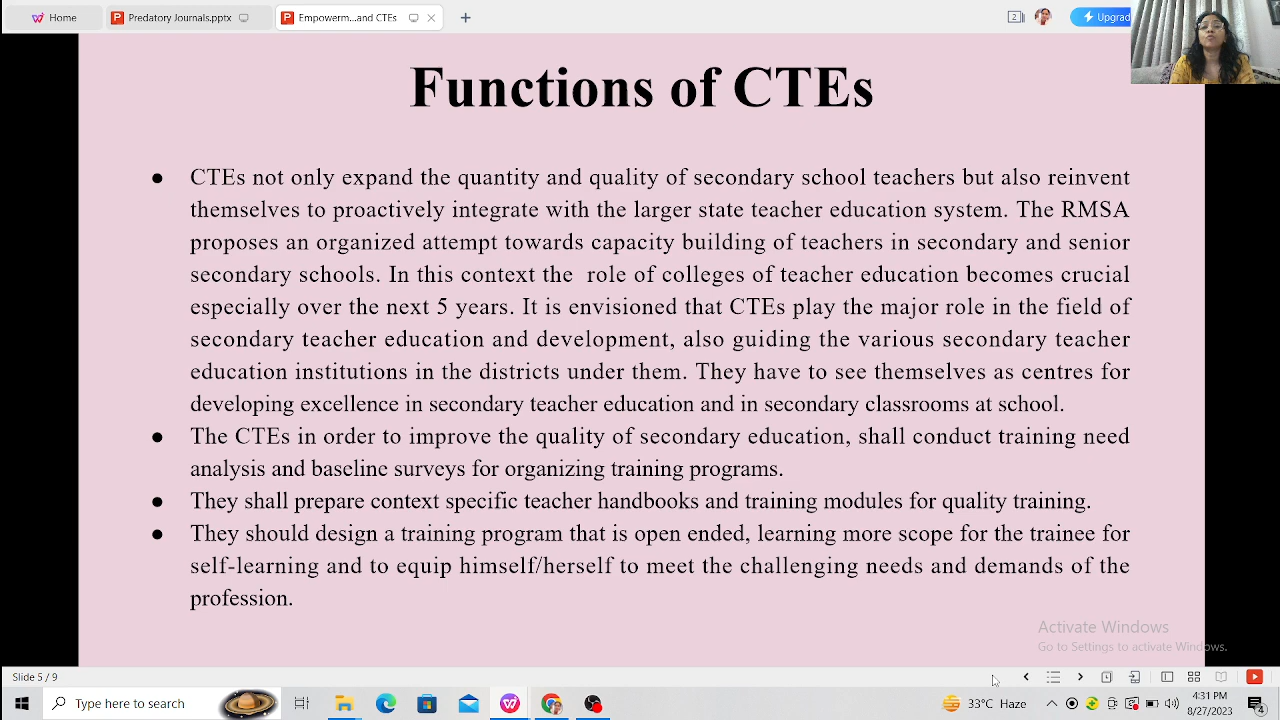 Home
Predatory Journals.pptx
Empowerm...and CTEs
2
Upgrad
Functions of CTEs
● CTEs not only expand the quantity and quality of secondary school teachers but also reinvent
themselves to proactively integrate with the larger state teacher education system. The RMSA
proposes an organized attempt towards capacity building of teachers in secondary and senior
secondary schools. In this context the role of colleges of teacher education becomes crucial
especially over the next 5 years. It is envisioned that CTEs play the major role in the field of
secondary teacher education and development, also guiding the various secondary teacher
education institutions in the districts under them. They have to see themselves as centres for
developing excellence in secondary teacher education and in secondary classrooms at school.
● The CTEs in order to improve the quality of secondary education, shall conduct training need
analysis and baseline surveys for organizing training programs.
● They shall prepare context specific teacher handbooks and training modules for quality training.
● They should design a training program that is open ended, learning more scope for the trainee for
self-learning and to equip himself/herself to meet the challenging needs and demands of the
profession.
Activate Windows
Go to Settings to activate Windows.
Slide 5 / 9
Type here to search
33°C Haze
4:31 PM
8/27/2023
4